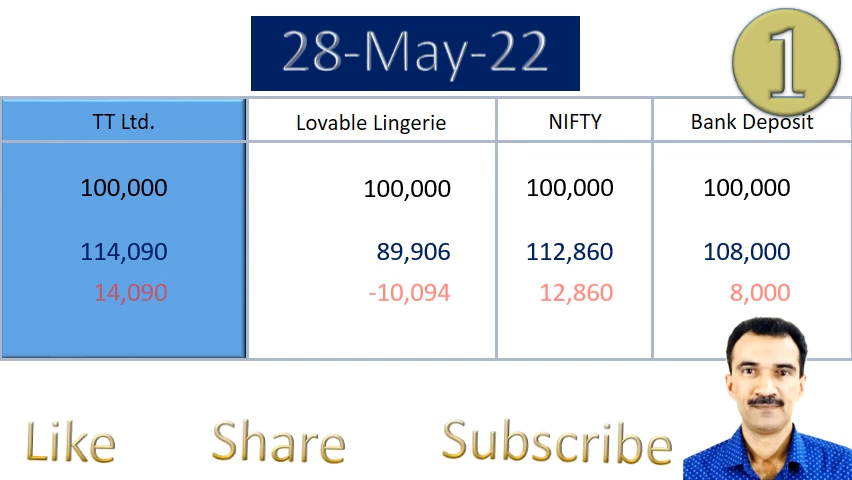 28-May-22
1
TT Ltd. Lovable Lingerie NIFTY Bank Deposit
100,000 100,000 100,000 100,000
114,090 89,906 112,860 108,000
14,090 -10,094 12,860 8,000
Like Share Subscribe